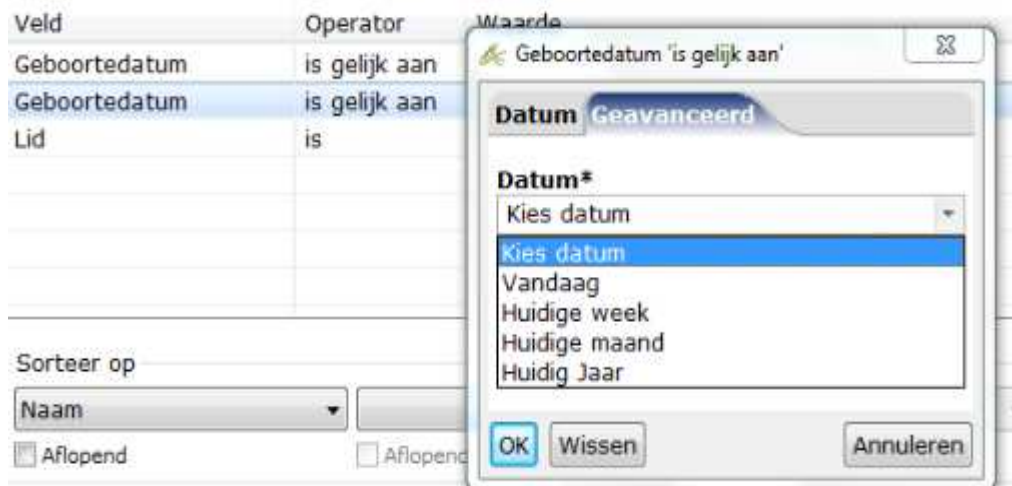 Veld Operator Waarde
Geboortedatum is gelijk aan
Geboortedatum is gelijk aan
Lid is
Sorteer op
Naam
Aflopend Aflopend
Geboortedatum 'is gelijk aan'
Datum Geavanceerd
Datum*
Kies datum
Kies datum
Vandaag
Huidige week
Huidige maand
Huidig Jaar
OK Wissen Annuleren